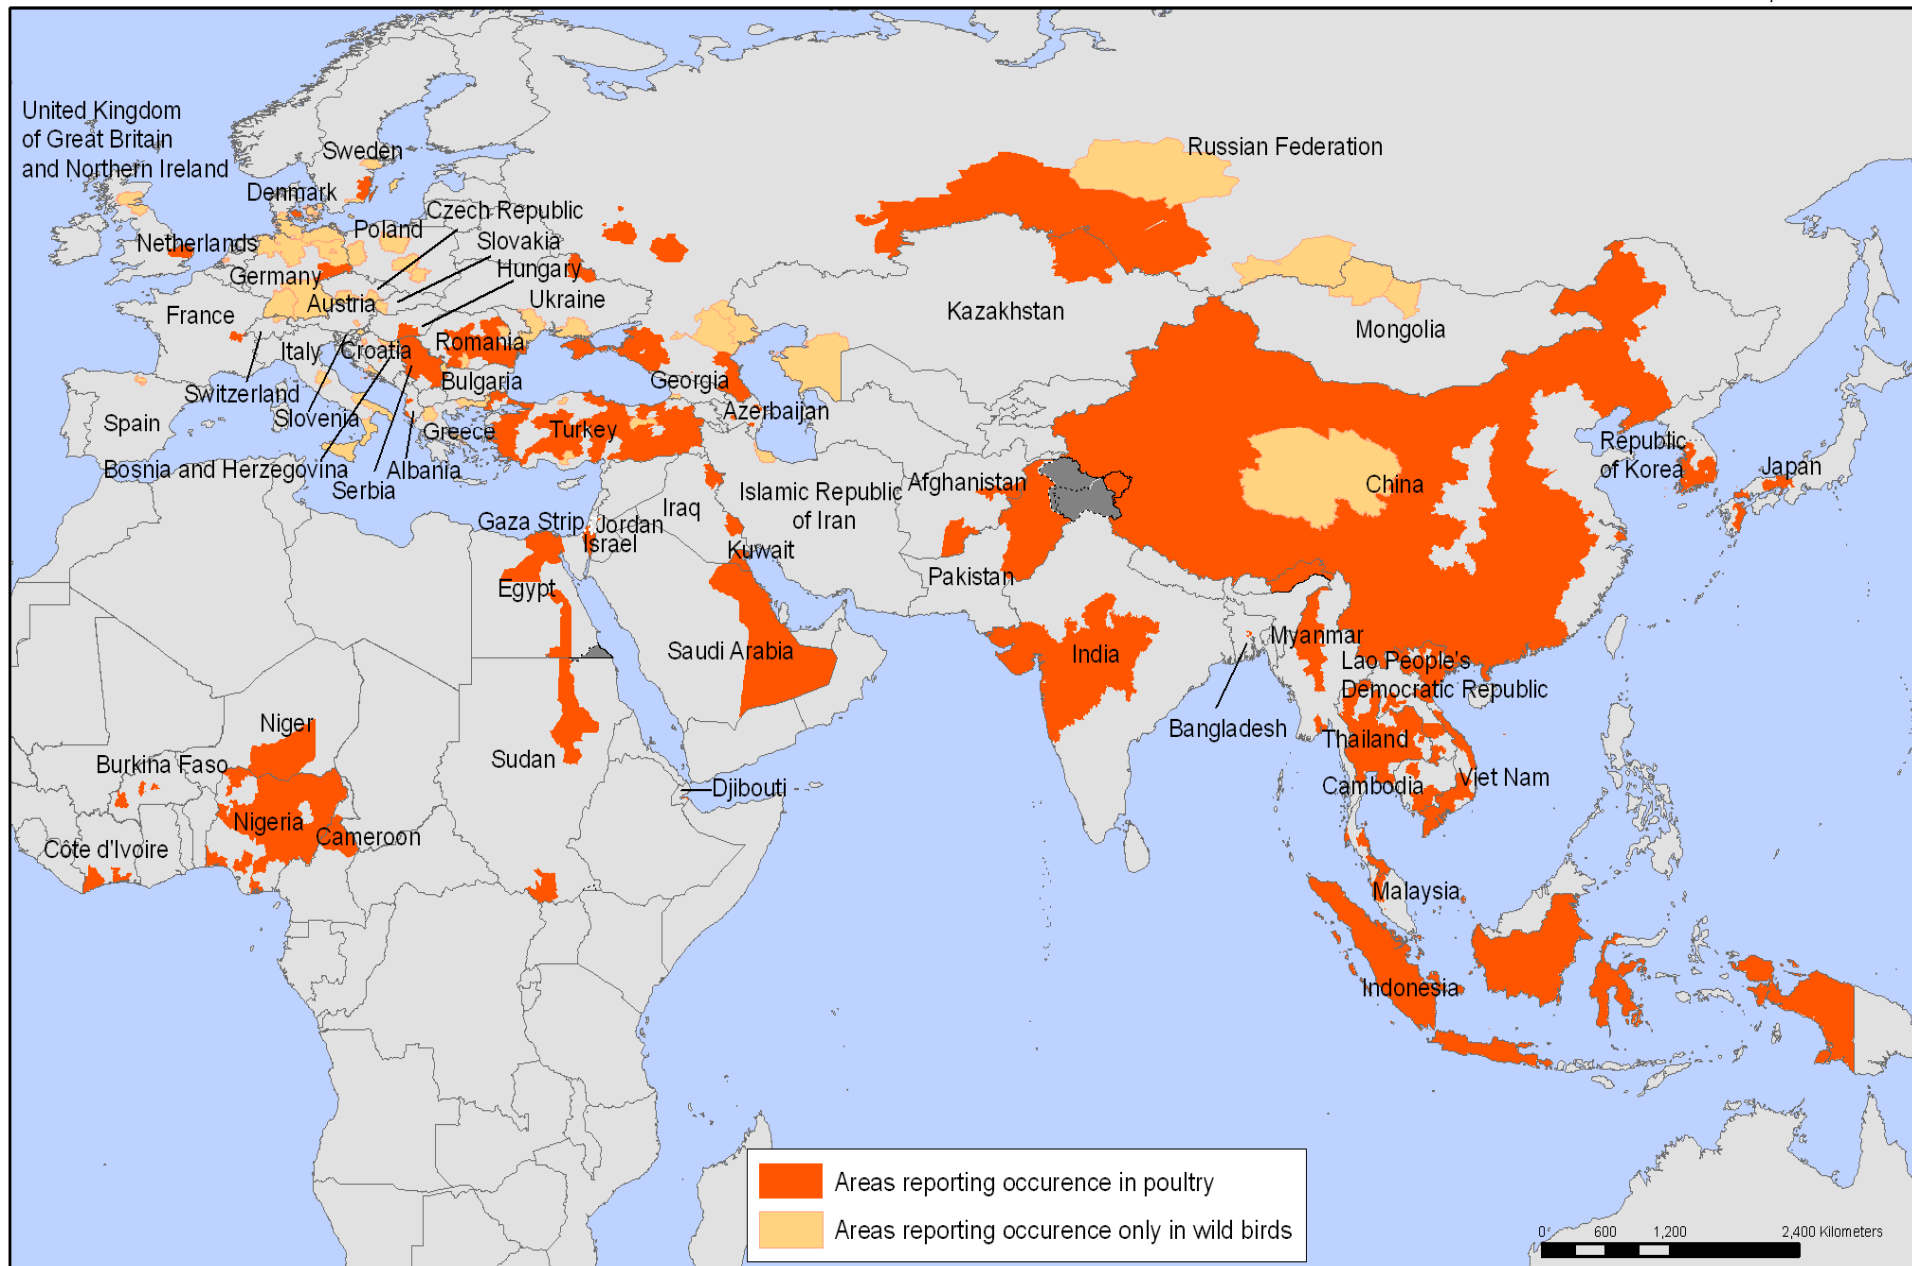 United Kingdom
of Great Britain
and Northern Ireland
Sweden
Russian Federation
Denmark
Czech Republic
Poland
Netherlands
Slovakia
Germany
Hungary
Austria
Ukraine
France
Kazakhstan
Mongolia
Italy
Croatia
Romania
Switzerland
Bulgaria
Georgia
Slovenia
Azerbaijan
Spain
Greece
Turkey
Bosnia and Herzegovina
Albania
Serbia
Republic
of Korea
Japan
Afghanistan
China
Islamic Republic
of Iran
Iraq
Gaza Strip
Jordan
Israel
Kuwait
Pakistan
Egypt
Saudi Arabia
India
Myanmar
Lao People's
Democratic Republic
Bangladesh
Niger
Thailand
Sudan
Burkina Faso
Djibouti
Cambodia
Viet Nam
Nigeria
Cameroon
Côte d'Ivoire
Malaysia
Indonesia
Areas reporting occurence in poultry
Areas reporting occurence only in wild birds
0 600 1,200 2,400 Kilometers